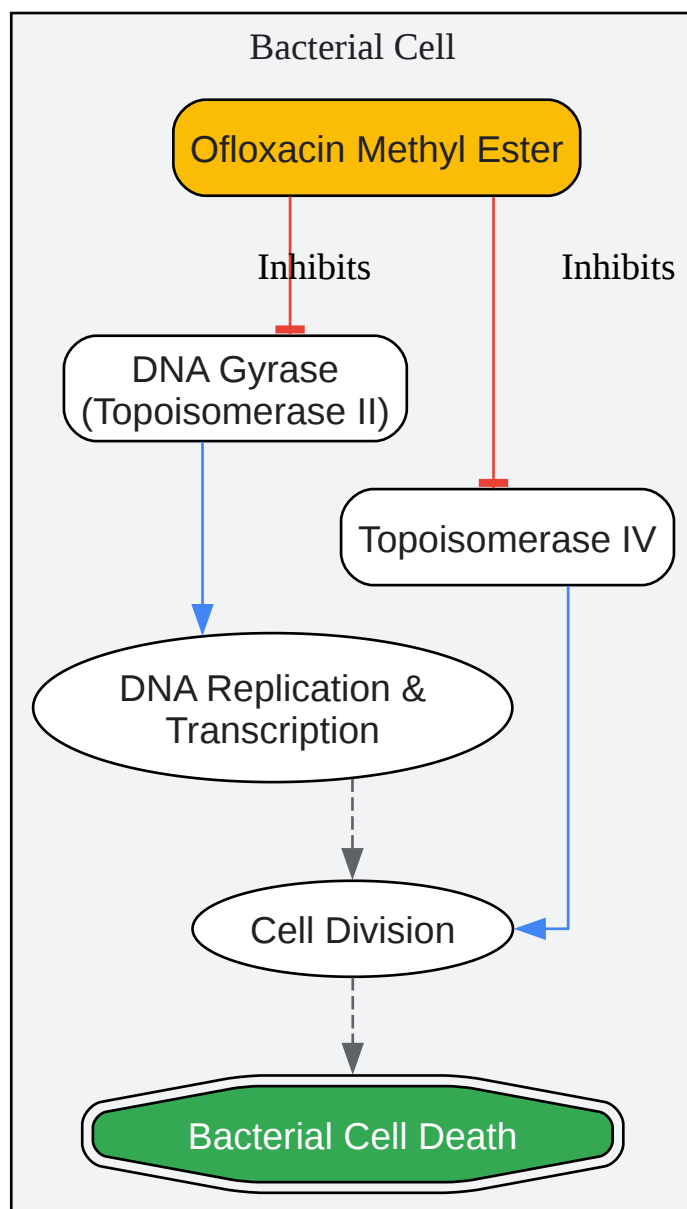 Bacterial Cell
Ofloxacin Methyl Ester
Inhibits
Inhibits
DNA Gyrase
(Topoisomerase II)
Topoisomerase IV
DNA Replication &
Transcription
Cell Division
Bacterial Cell Death